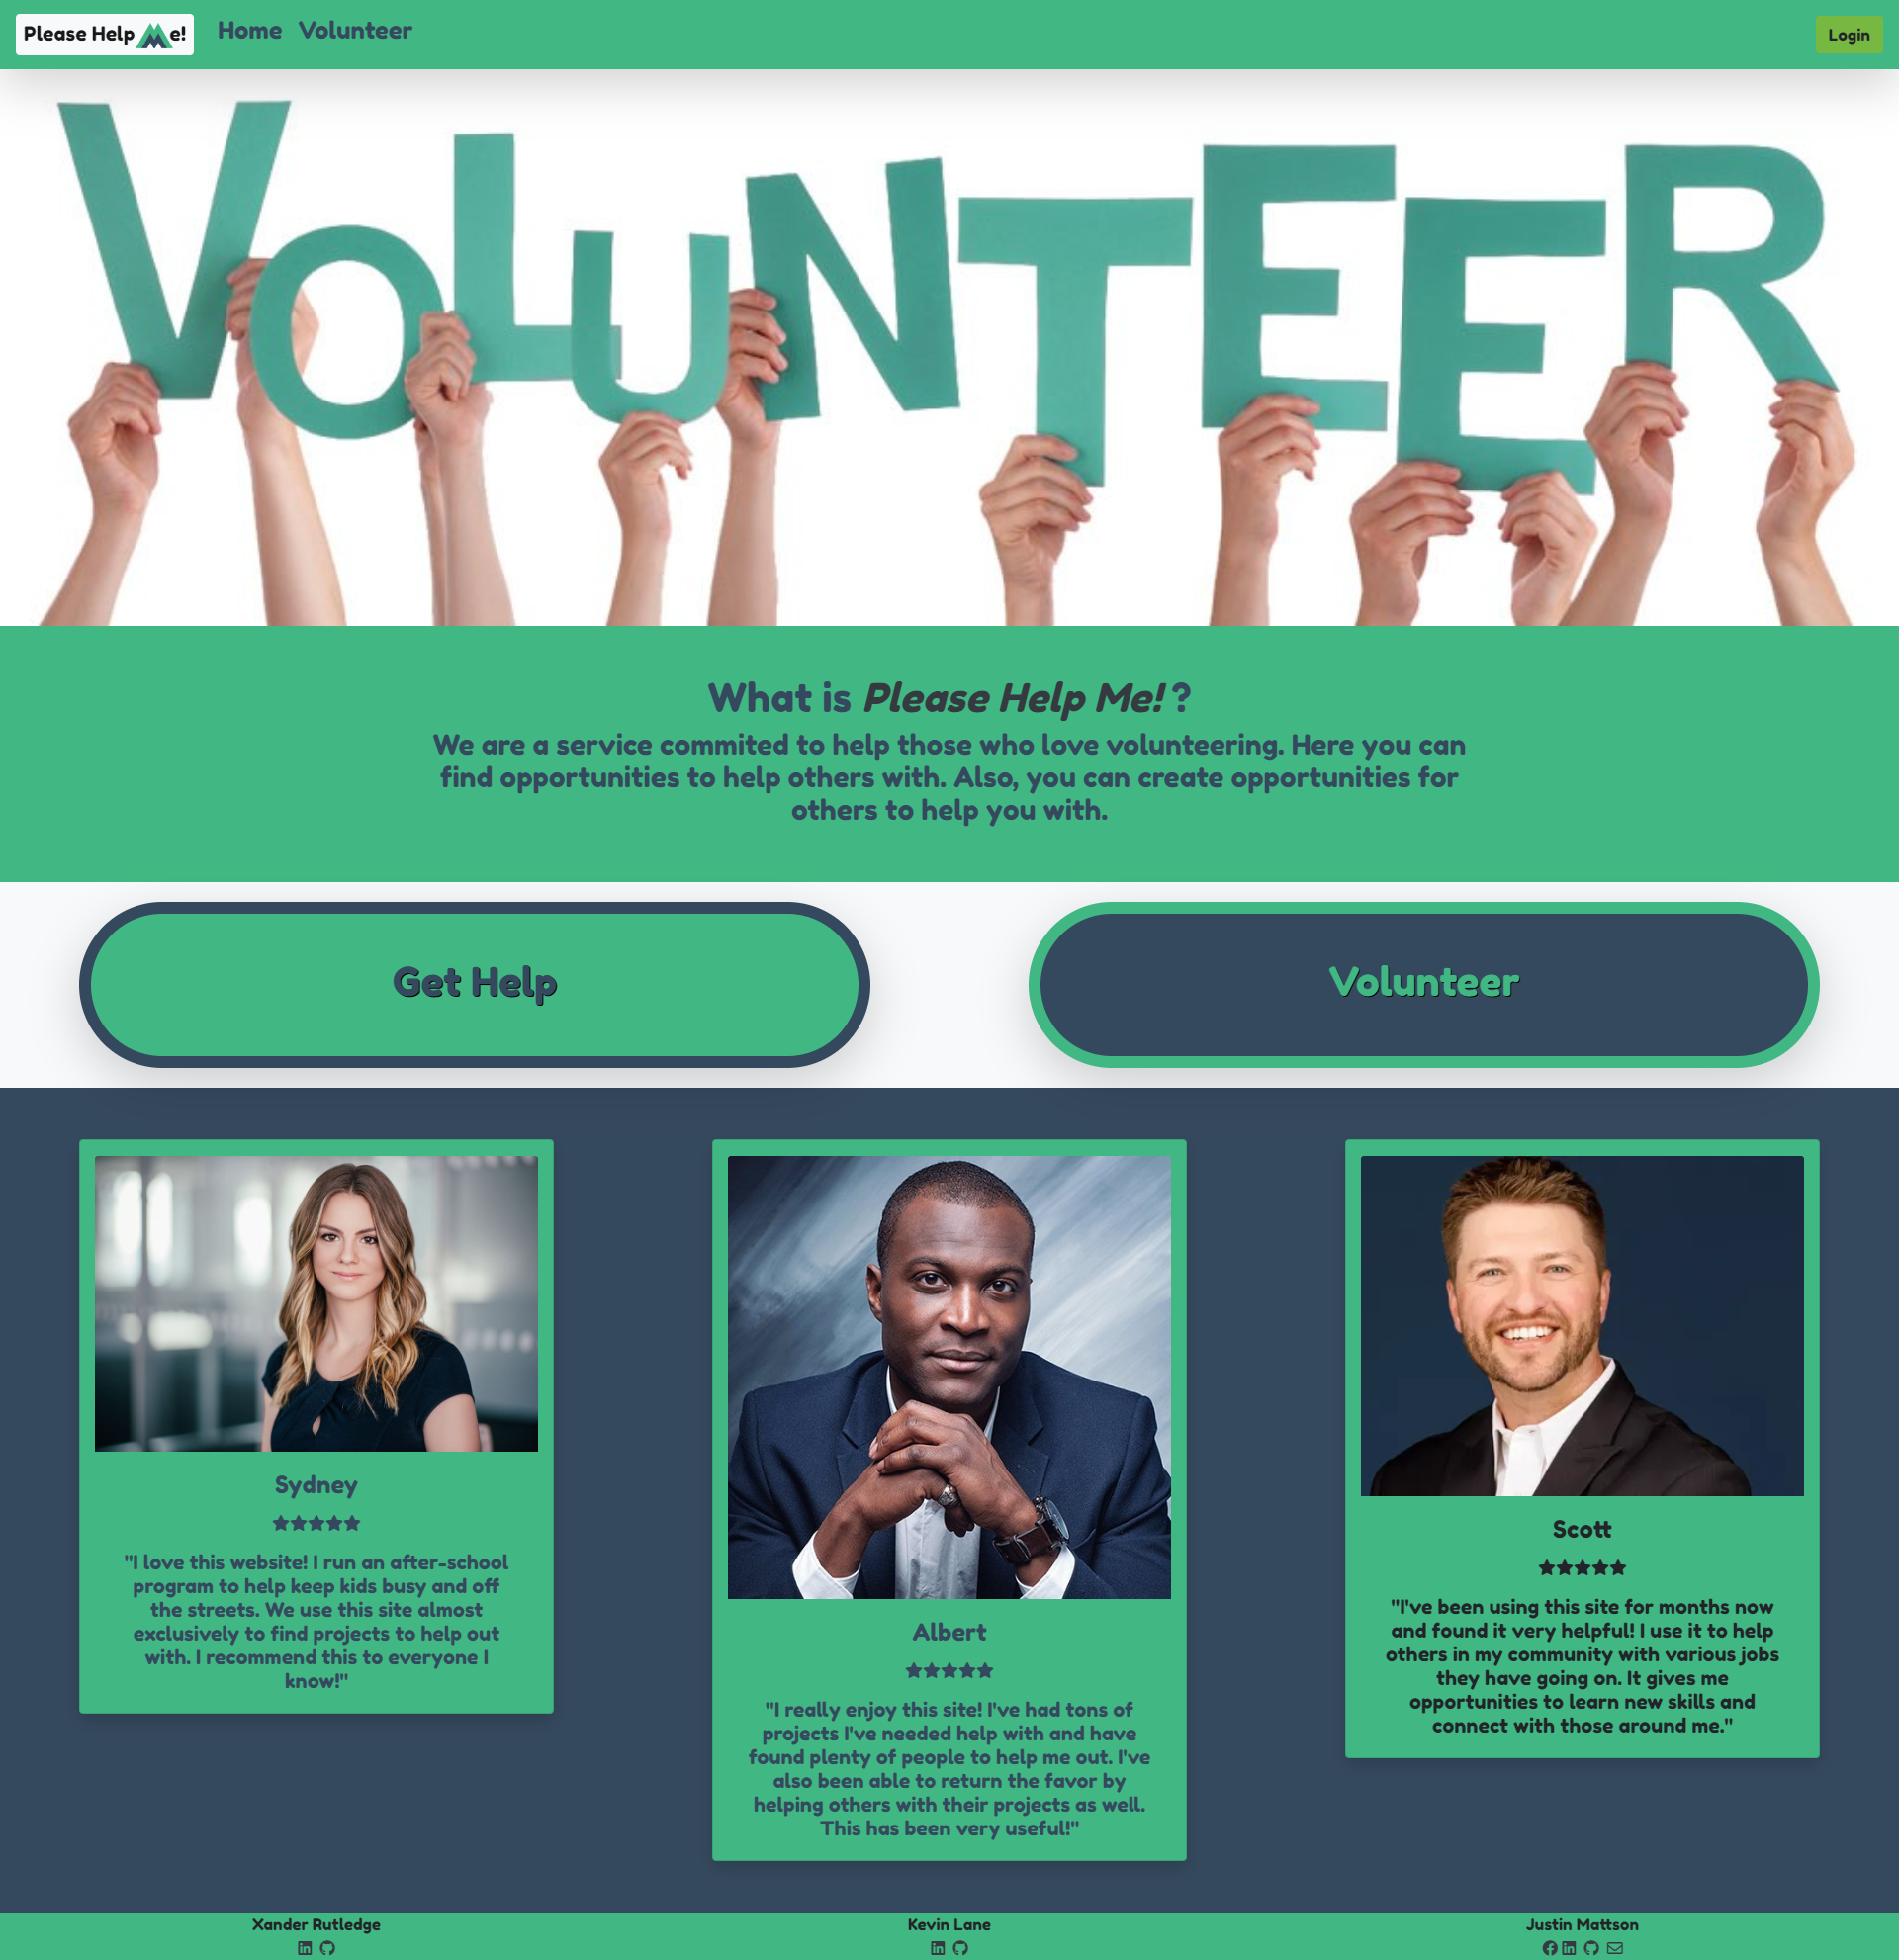 Please Help Me!
Home
Volunteer
Login
VOLUNTEER
What is Please Help Me! ?
We are a service commited to help those who love volunteering. Here you can
find opportunities to help others with. Also, you can create opportunities for
others to help you with.
Get Help
Volunteer
Sydney
"I love this website! I run an after-school
program to help keep kids busy and off
the streets. We use this site almost
exclusively to find projects to help out
with. I recommend this to everyone I
know!"
Albert
"I really enjoy this site! I've had tons of
projects I've needed help with and have
found plenty of people to help me out. I've
also been able to return the favor by
helping others with their projects as well.
This has been very useful!"
Scott
"I've been using this site for months now
and found it very helpful! I use it to help
others in my community with various jobs
they have going on. It gives me
opportunities to learn new skills and
connect with those around me."
Xander Rutledge
Kevin Lane
Justin Mattson